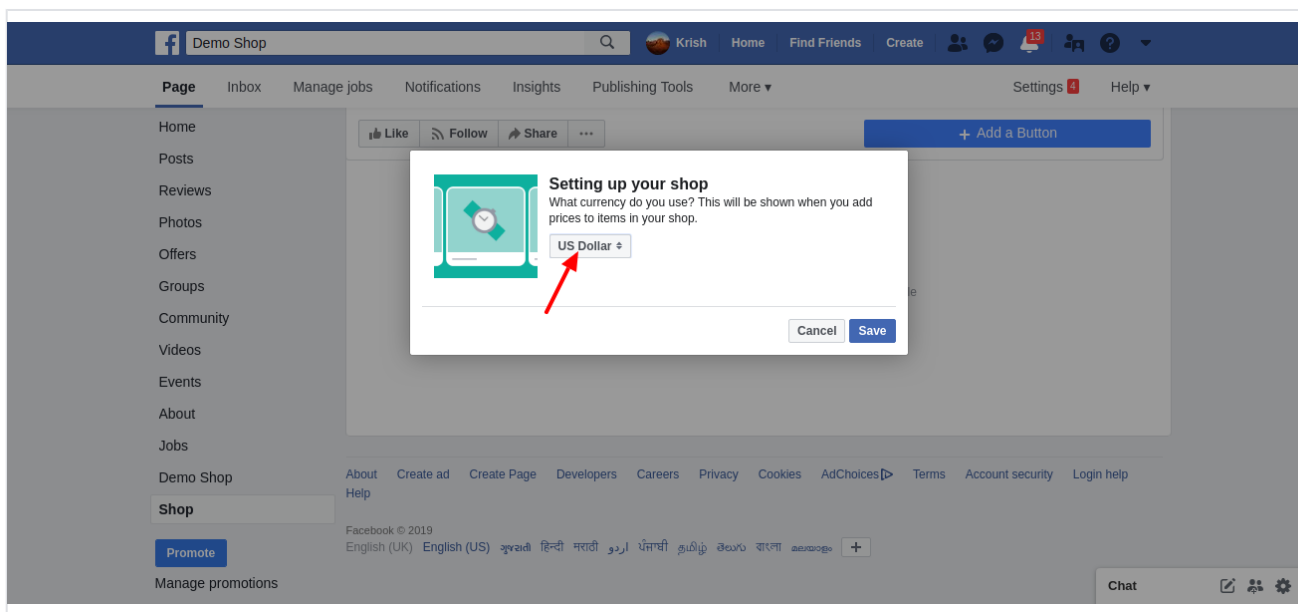 Demo Shop
Krish Home Find Friends Create 13
Page Inbox Manage jobs Notifications Insights Publishing Tools More ▾ Settings 4 Help ▾
Home
Posts
Reviews
Photos
Offers
Groups
Community
Videos
Events
About
Jobs
Demo Shop
Shop
Promote
Manage promotions
Like Follow Share ... + Add a Button
Setting up your shop
What currency do you use? This will be shown when you add
prices to items in your shop.
US Dollar
Cancel Save
About Create ad Create Page Developers Careers Privacy Cookies AdChoices Terms Account security Login help
Help
Facebook © 2019
English (UK) English (US) ગુજરાતી हिन्दी मराठी اردو ਪੰਜਾਬੀ தமிழ் తెలుగు বাংলা മലയാളം +
Chat